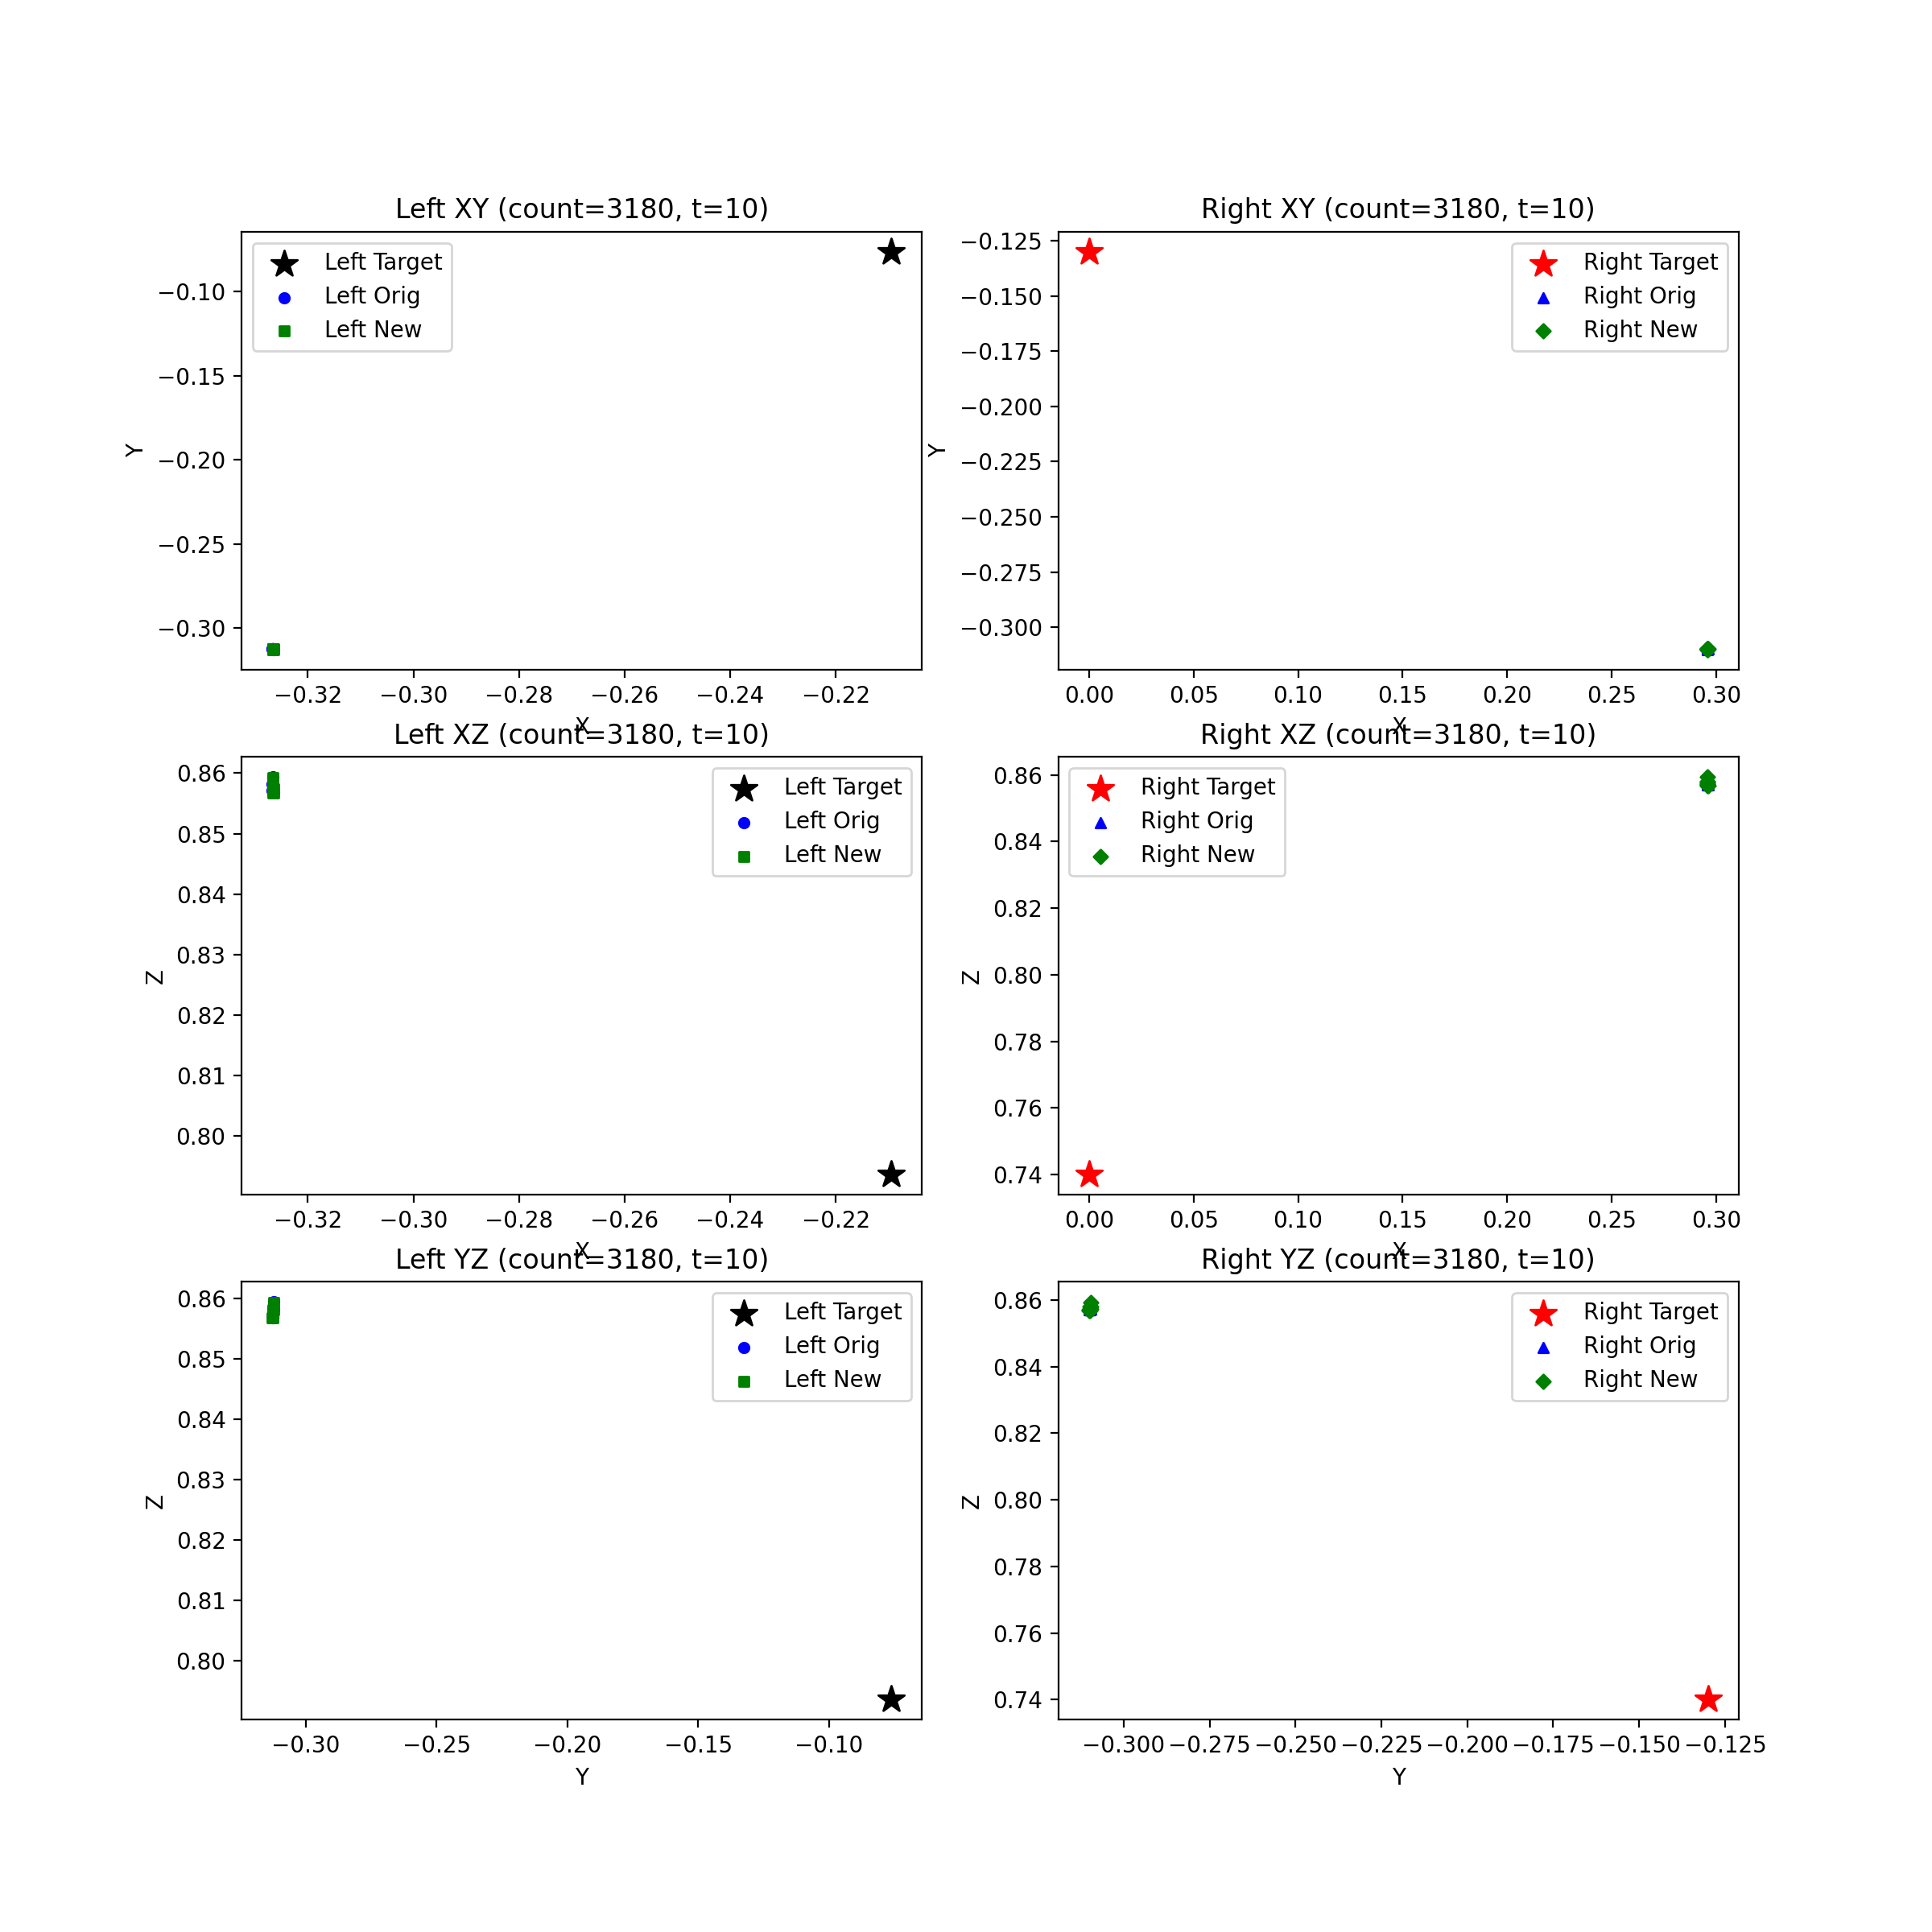 Left XY (count=3180, t=10)
Left Target
Left Orig
Left New
−0.10
−0.15
−0.20
−0.25
−0.30
Y
−0.32 −0.30 −0.28 −0.26 −0.24 −0.22
X
Right XY (count=3180, t=10)
Right Target
Right Orig
Right New
−0.125
−0.150
−0.175
−0.200
−0.225
−0.250
−0.275
−0.300
Y
0.00 0.05 0.10 0.15 0.20 0.25 0.30
X
Left XZ (count=3180, t=10)
Left Target
Left Orig
Left New
0.86
0.85
0.84
0.83
0.82
0.81
0.80
Z
−0.32 −0.30 −0.28 −0.26 −0.24 −0.22
X
Right XZ (count=3180, t=10)
Right Target
Right Orig
Right New
0.86
0.84
0.82
0.80
0.78
0.76
0.74
Z
0.00 0.05 0.10 0.15 0.20 0.25 0.30
X
Left YZ (count=3180, t=10)
Left Target
Left Orig
Left New
0.86
0.85
0.84
0.83
0.82
0.81
0.80
Z
−0.30 −0.25 −0.20 −0.15 −0.10
Y
Right YZ (count=3180, t=10)
Right Target
Right Orig
Right New
0.86
0.84
0.82
0.80
0.78
0.76
0.74
Z
−0.300 −0.275 −0.250 −0.225 −0.200 −0.175 −0.150 −0.125
Y